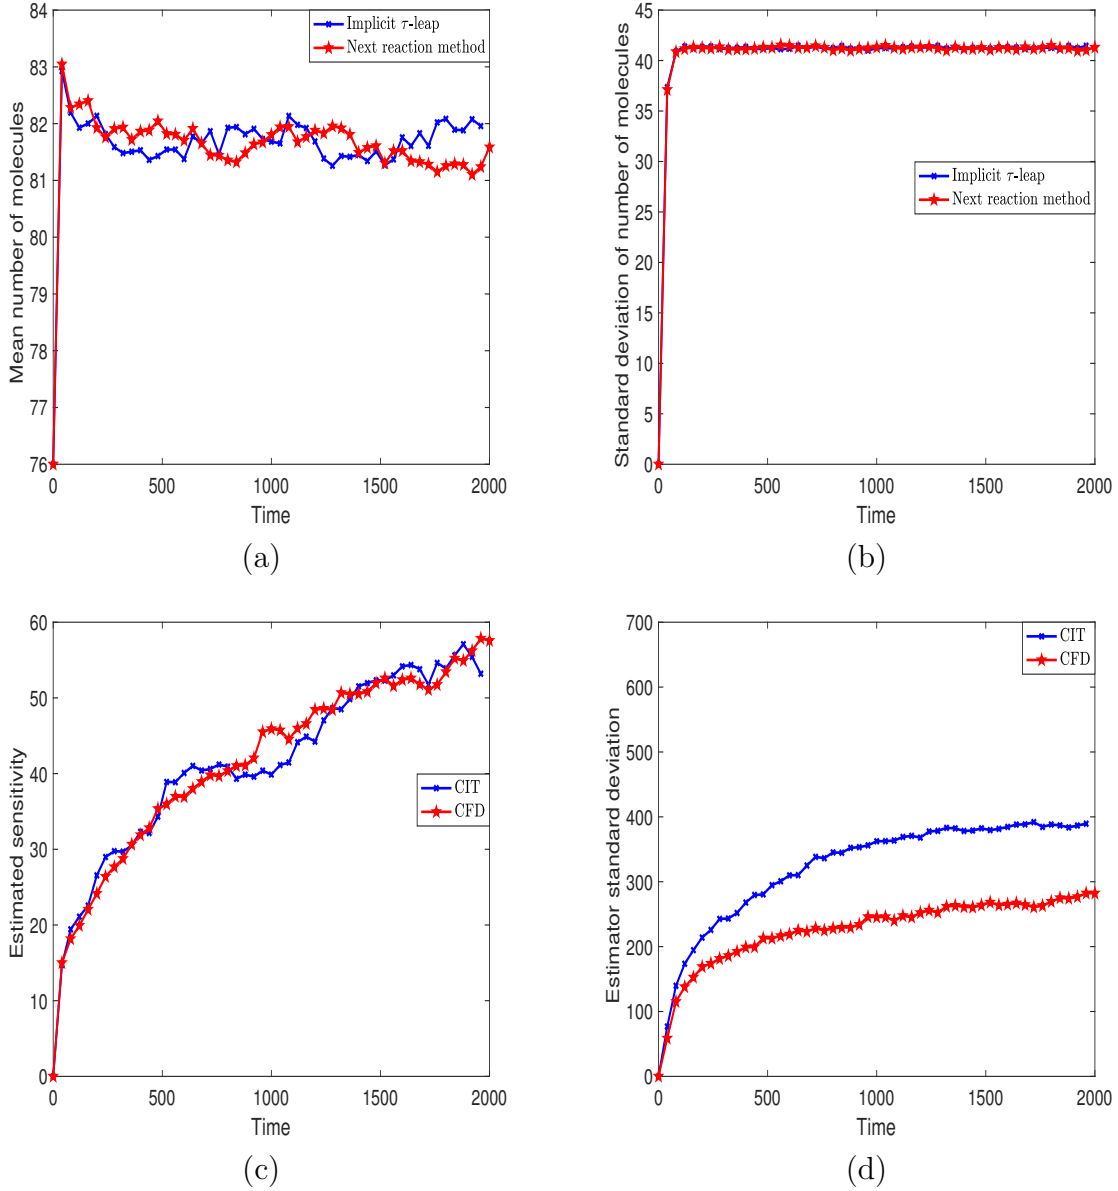 84
83
82
81
80
79
78
77
76
0
500
1000
1500
2000
Mean number of molecules
Time
Implicit τ-leap
Next reaction method
(a)
45
40
35
30
25
20
15
10
5
0
0
500
1000
1500
2000
Standard deviation of number of molecules
Time
Implicit τ-leap
Next reaction method
(b)
60
50
40
30
20
10
0
0
500
1000
1500
2000
Estimated sensitivity
Time
CIT
CFD
(c)
700
600
500
400
300
200
100
0
0
500
1000
1500
2000
Estimator standard deviation
Time
CIT
CFD
(d)